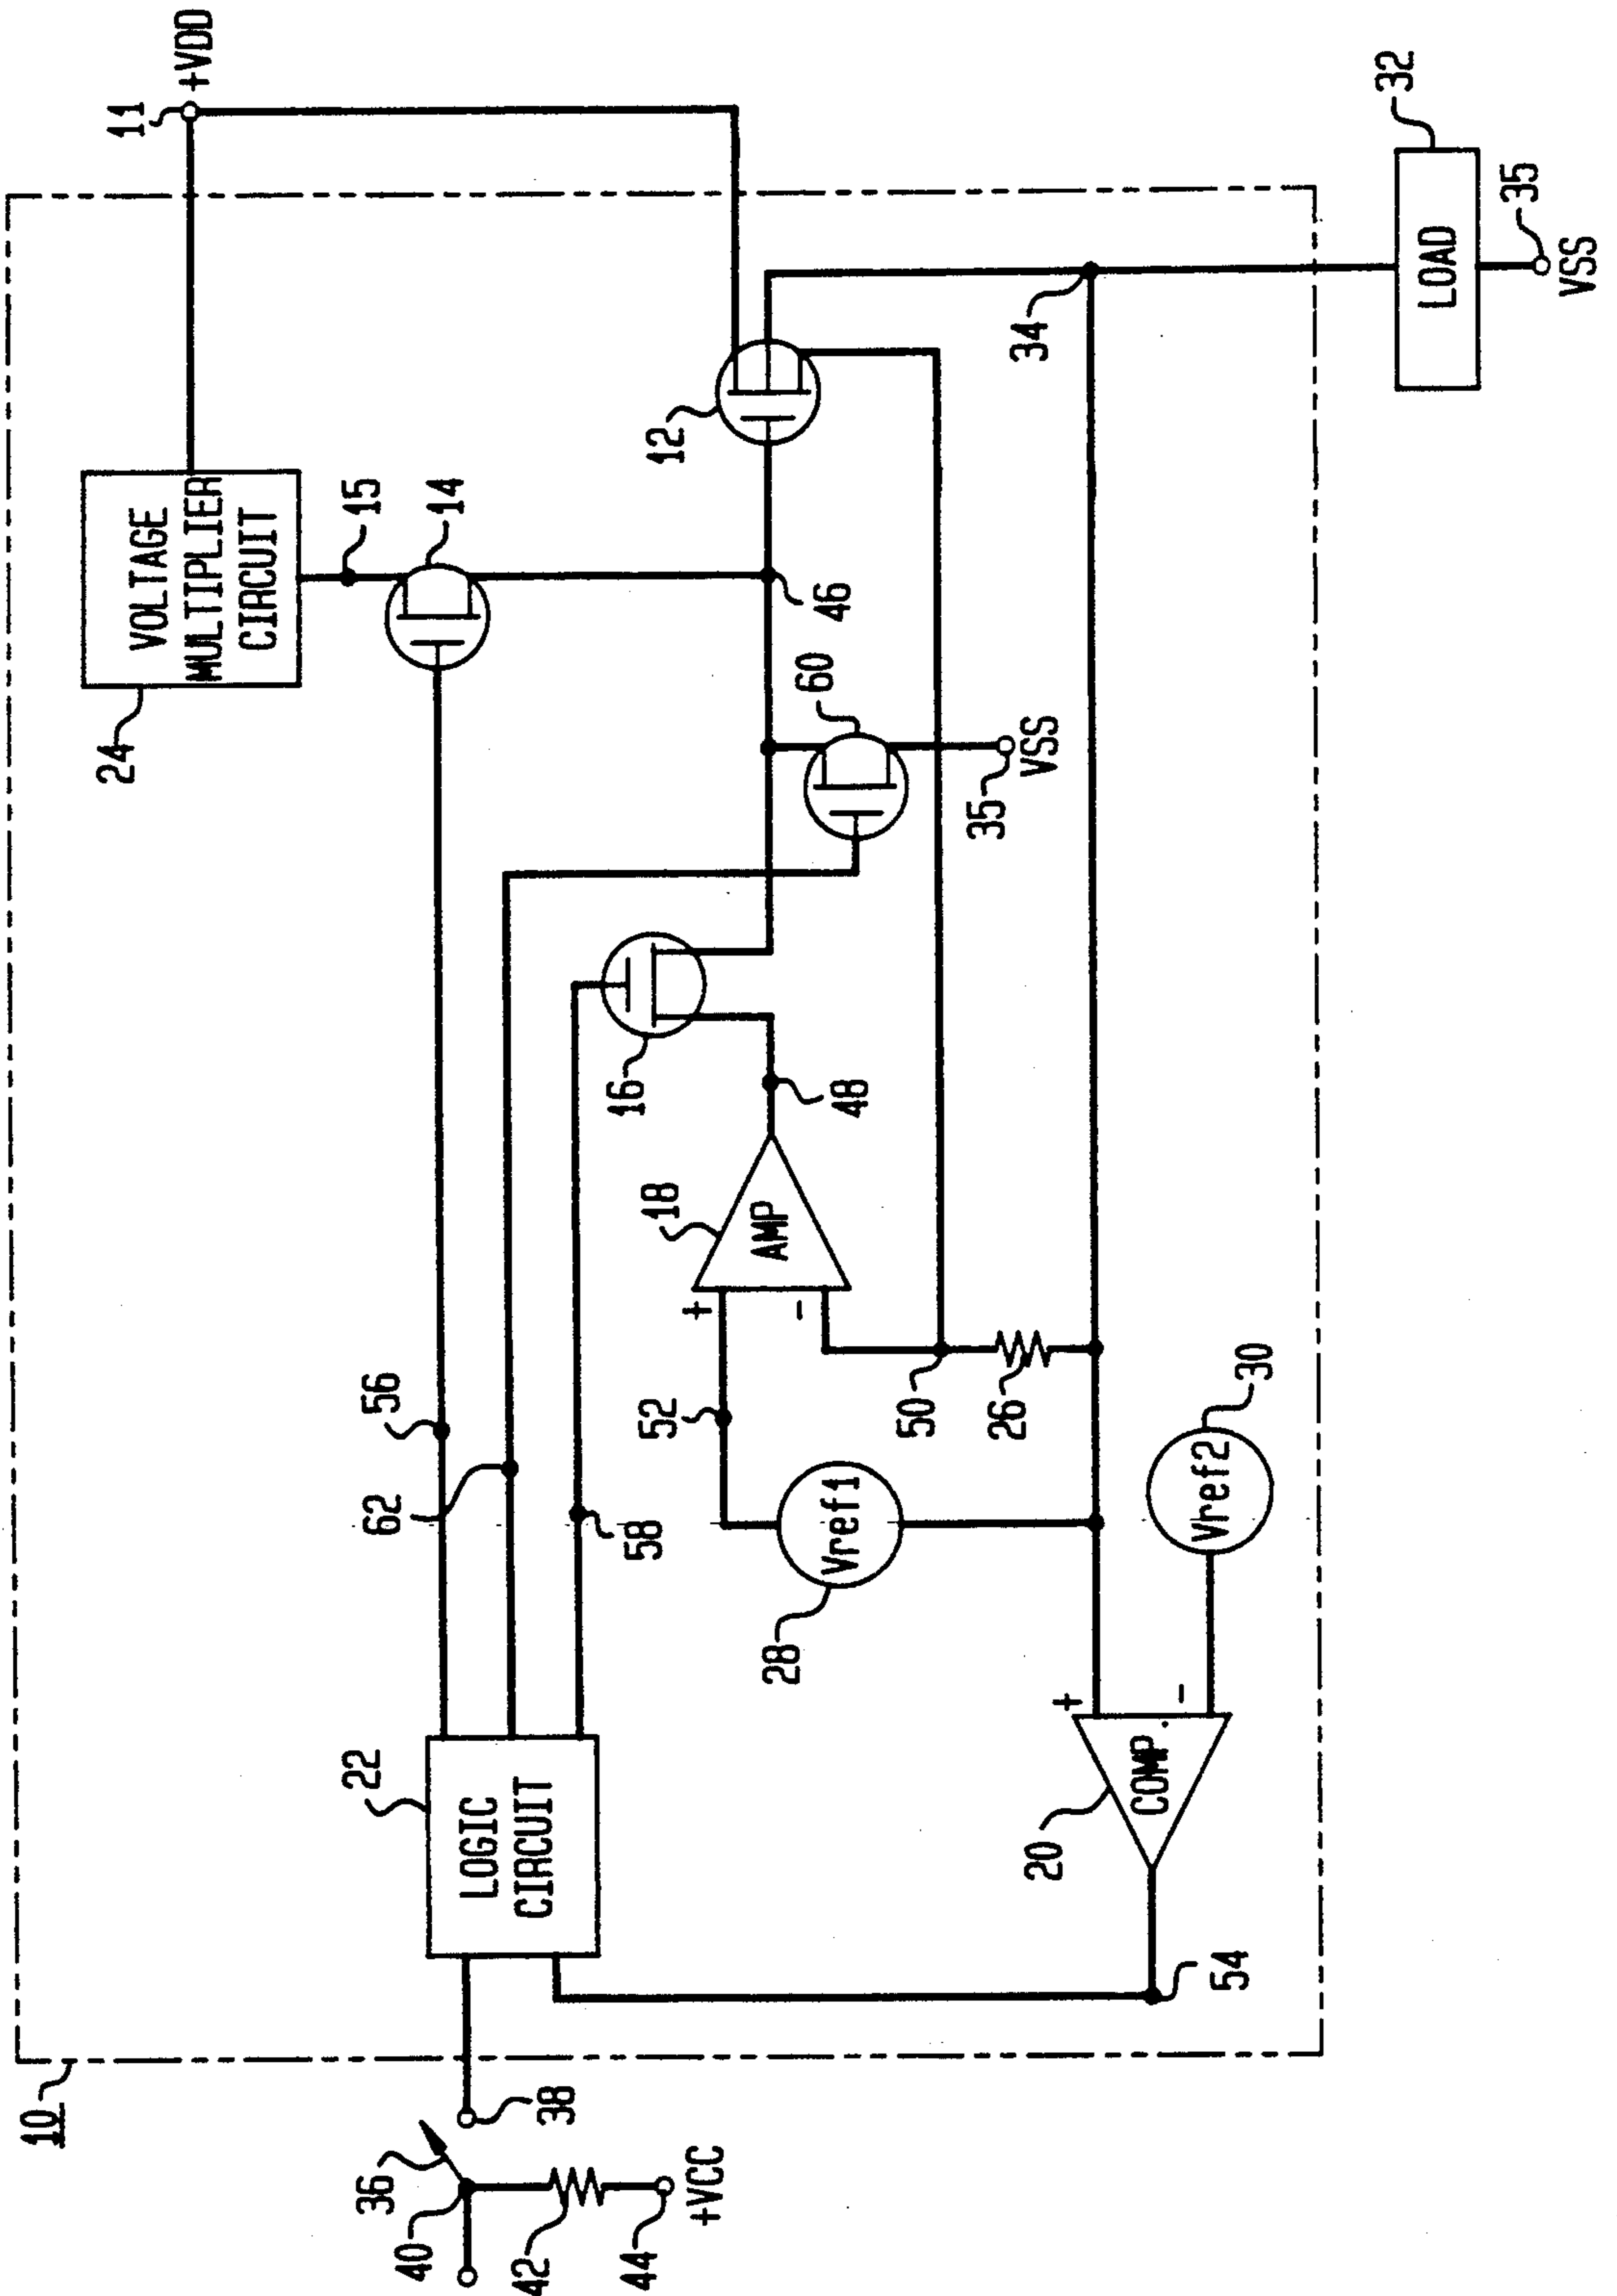 10
11
+VDD
24
VOLTAGE
MULTIPLIER
CIRCUIT
15
14
56
62
58
22
LOGIC
CIRCUIT
36
40
38
42
44
+VCC
16
60
46
12
18
AMP
+
-
48
52
50
26
35
VSS
34
28
Vref1
30
Vref2
20
COMP.
+
-
54
32
LOAD
35
VSS